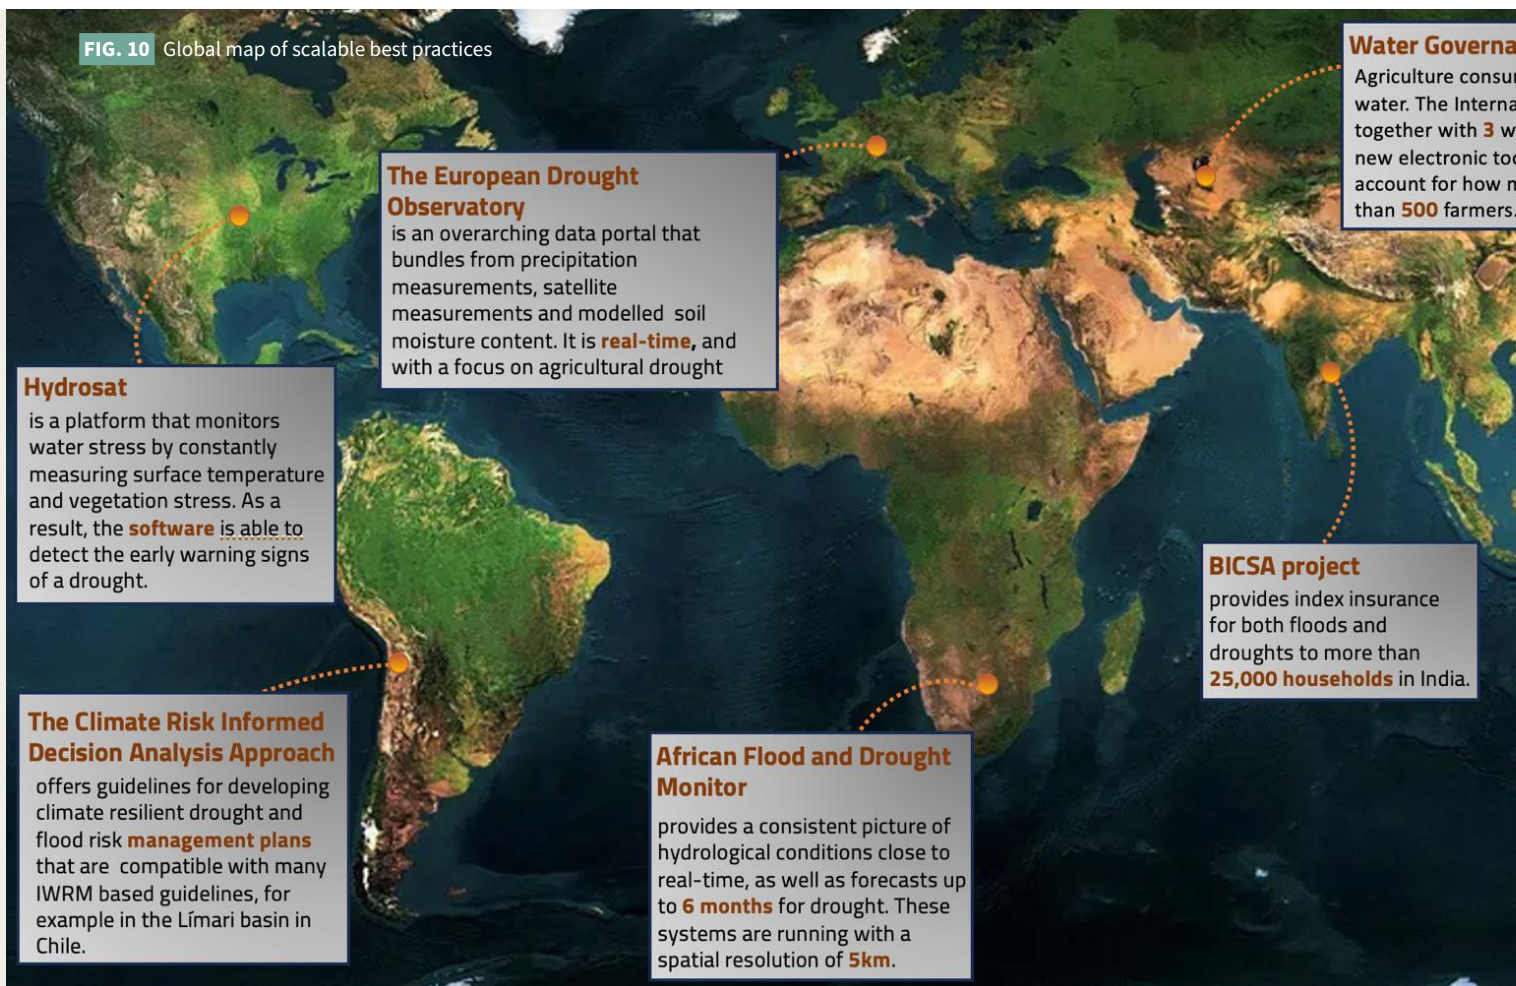 FIG. 10 Global map of scalable best practices
The European Drought
Observatory
is an overarching data portal that
bundles from precipitation
measurements, satellite
measurements and modelled soil
moisture content. It is real-time, and
with a focus on agricultural drought
Water
Agriculture
water. The
together with 3
new electronic
account for how
than 500 farmers.
Hydrosat
is a platform that monitors
water stress by constantly
measuring surface temperature
and vegetation stress. As a
result, the software is able to
detect the early warning signs
of a drought.
BICSA project
provides index insurance
for both floods and
droughts to more than
25,000 households in India.
The Climate Risk Informed
Decision Analysis Approach
offers guidelines for developing
climate resilient drought and
flood risk management plans
that are compatible with many
IWRM based guidelines, for
example in the Límari basin in
Chile.
African Flood and Drought
Monitor
provides a consistent picture of
hydrological conditions close to
real-time, as well as forecasts up
to 6 months for drought. These
systems are running with a
spatial resolution of 5km.